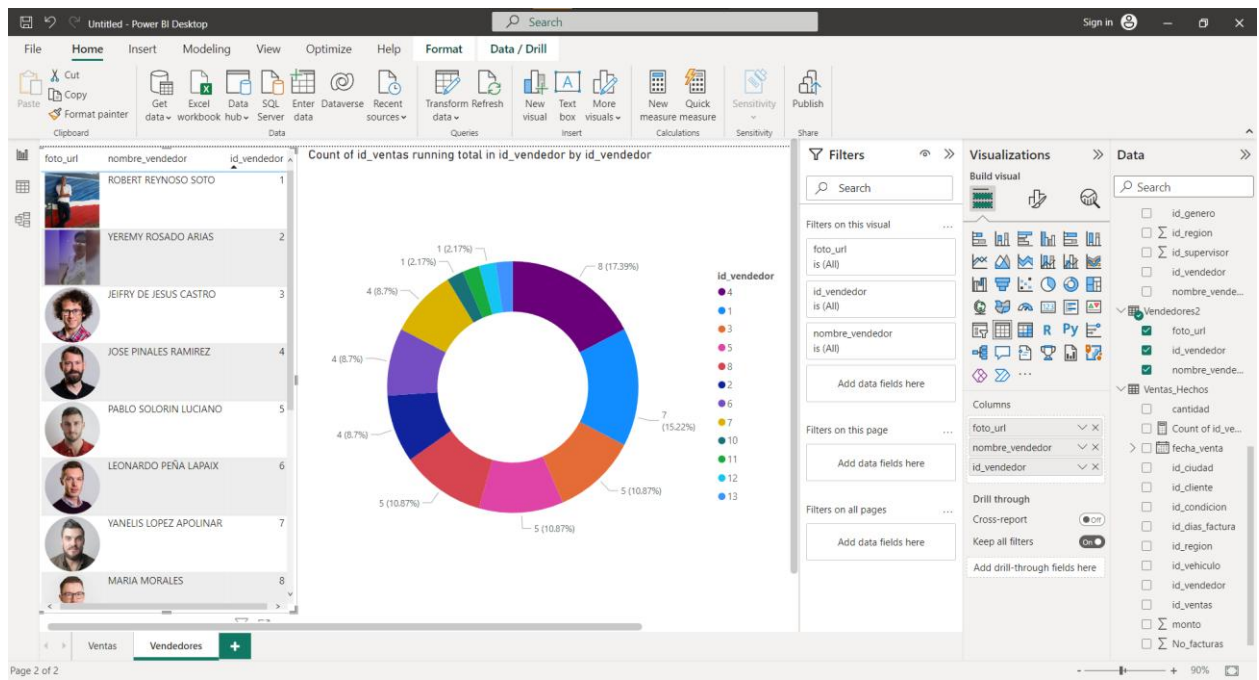 Untitled - Power BI Desktop
Search
Sign in
File Home Insert Modeling View Optimize Help Format Data / Drill
Paste
Cut
Copy
Format painter
Clipboard
Get data
Excel workbook
Data hub
SQL Server
Enter data
Dataverse
Recent sources
Data
Transform data
Refresh
Queries
New visual
Text box
More visuals
Insert
New measure
Quick measure
Calculations
Sensitivity
Sensitivity
Publish
Share
foto_url nombre_vendedor id_vendedor
ROBERT REYNOSO SOTO 1
YEREMY ROSADO ARIAS 2
JEIFRY DE JESUS CASTRO 3
JOSE PINALES RAMIREZ 4
PABLO SOLORIN LUCIANO 5
LEONARDO PEÑA LAPAIX 6
YANELIS LOPEZ APOLINAR 7
MARIA MORALES 8
Count of id_ventas running total in id_vendedor by id_vendedor
1 (2.17%)
1 (2.17%)
4 (8.7%)
4 (8.7%)
4 (8.7%)
5 (10.87%)
5 (10.87%)
5 (10.87%)
7
(15.22%)
8 (17.39%)
id_vendedor
4
1
3
5
8
2
6
7
10
11
12
13
Filters
Search
Filters on this visual ...
foto_url
is (All)
id_vendedor
is (All)
nombre_vendedor
is (All)
Add data fields here
Filters on this page ...
Add data fields here
Filters on all pages ...
Add data fields here
Visualizations
Build visual
R Py
...
Columns
foto_url
nombre_vendedor
id_vendedor
Drill through
Cross-report Off
Keep all filters On
Add drill-through fields here
Data
Search
id_genero
id_region
id_supervisor
id_vendedor
nombre_vende...
Vendedores2
foto_url
id_vendedor
nombre_vende...
Ventas_Hechos
cantidad
Count of id_ve...
fecha_venta
id_ciudad
id_cliente
id_condicion
id_dias_factura
id_region
id_vehiculo
id_vendedor
id_ventas
monto
No_facturas
Ventas Vendedores +
Page 2 of 2
- + 90%